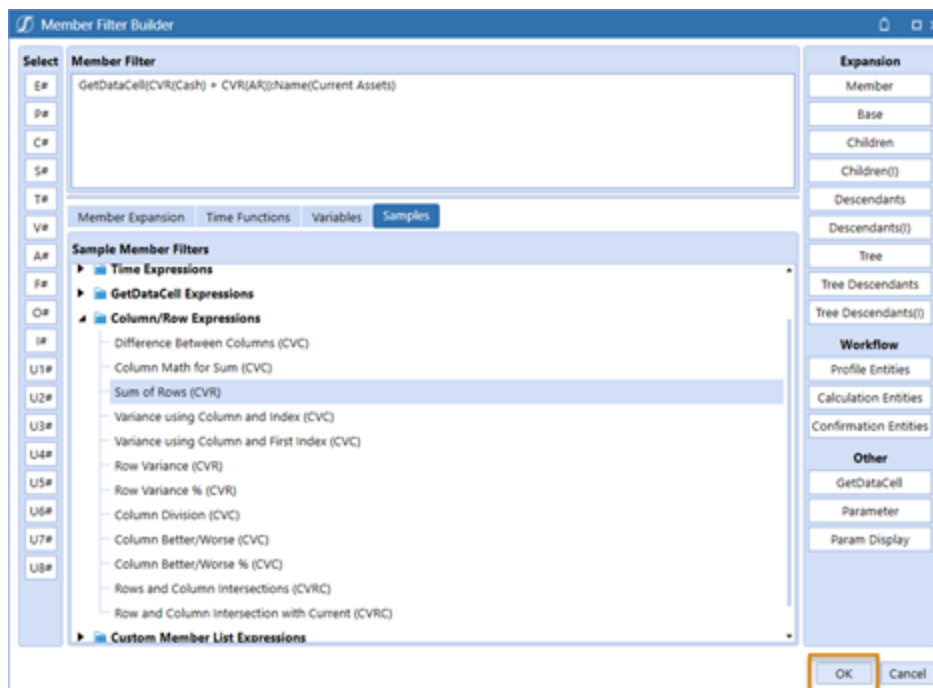 Member Filter Builder
Select
Member Filter
Expansion
GetDataCell(CVR(Cash) + CVR(AR)):Name(Current Assets)
E#
P#
C#
S#
T#
V#
A#
F#
O#
I#
U1#
U2#
U3#
U4#
U5#
U6#
U7#
U8#
Member Expansion
Time Functions
Variables
Samples
Sample Member Filters
Time Expressions
GetDataCell Expressions
Column/Row Expressions
Difference Between Columns (CVC)
Column Math for Sum (CVC)
Sum of Rows (CVR)
Variance using Column and Index (CVC)
Variance using Column and First Index (CVC)
Row Variance (CVR)
Row Variance % (CVR)
Column Division (CVC)
Column Better/Worse (CVC)
Column Better/Worse % (CVC)
Rows and Column Intersections (CVRC)
Row and Column Intersection with Current (CVRC)
Custom Member List Expressions
Member
Base
Children
Children(I)
Descendants
Descendants(I)
Tree
Tree Descendants
Tree Descendants(I)
Workflow
Profile Entities
Calculation Entities
Confirmation Entities
Other
GetDataCell
Parameter
Param Display
OK
Cancel